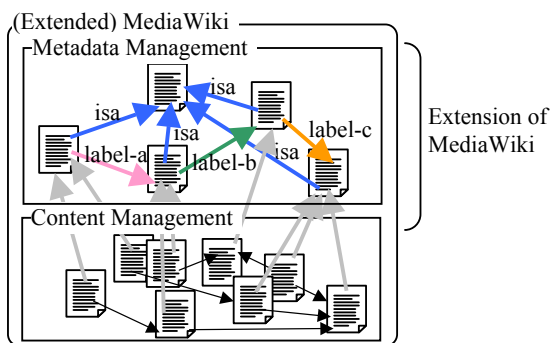 (Extended) MediaWiki
Metadata Management
isa
isa
isa
isa
label-a
label-b
label-c
Extension of
MediaWiki
Content Management